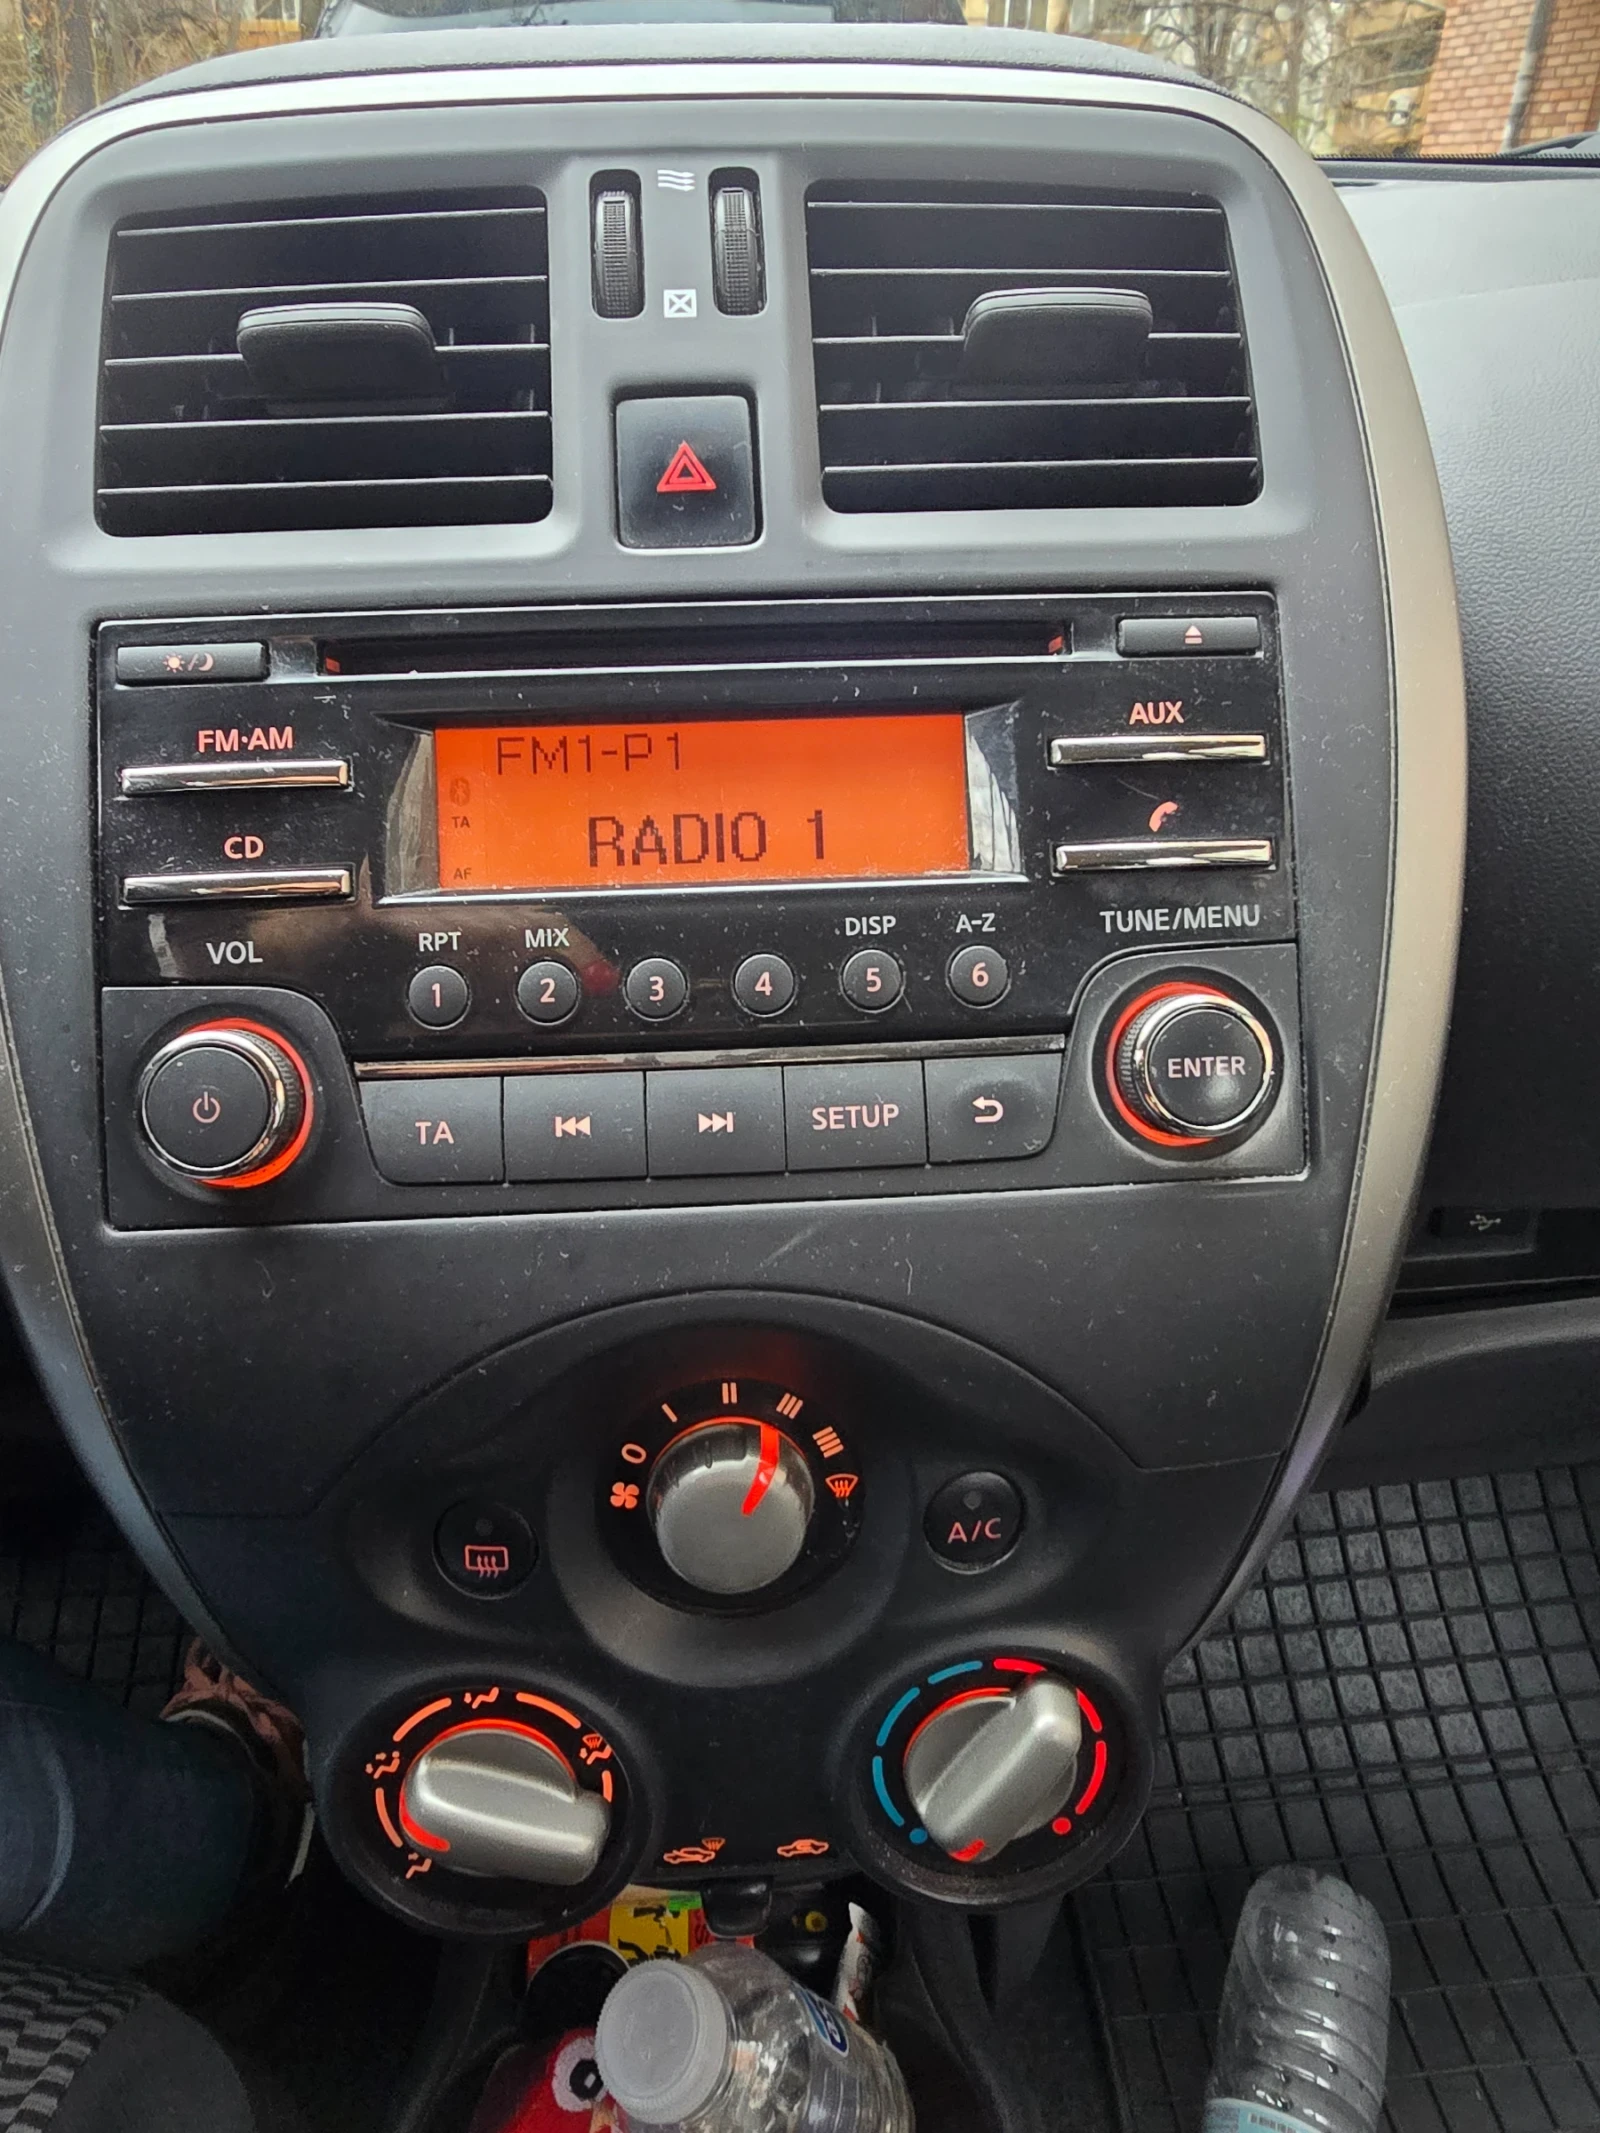 FM·AM
AUX
FM1-P1
TA
RADIO 1
AF
CD
VOL
RPT MIX DISP A-Z
TUNE/MENU
1 2 3 4 5 6
ENTER
TA SETUP
0 I II III IIII
A/C